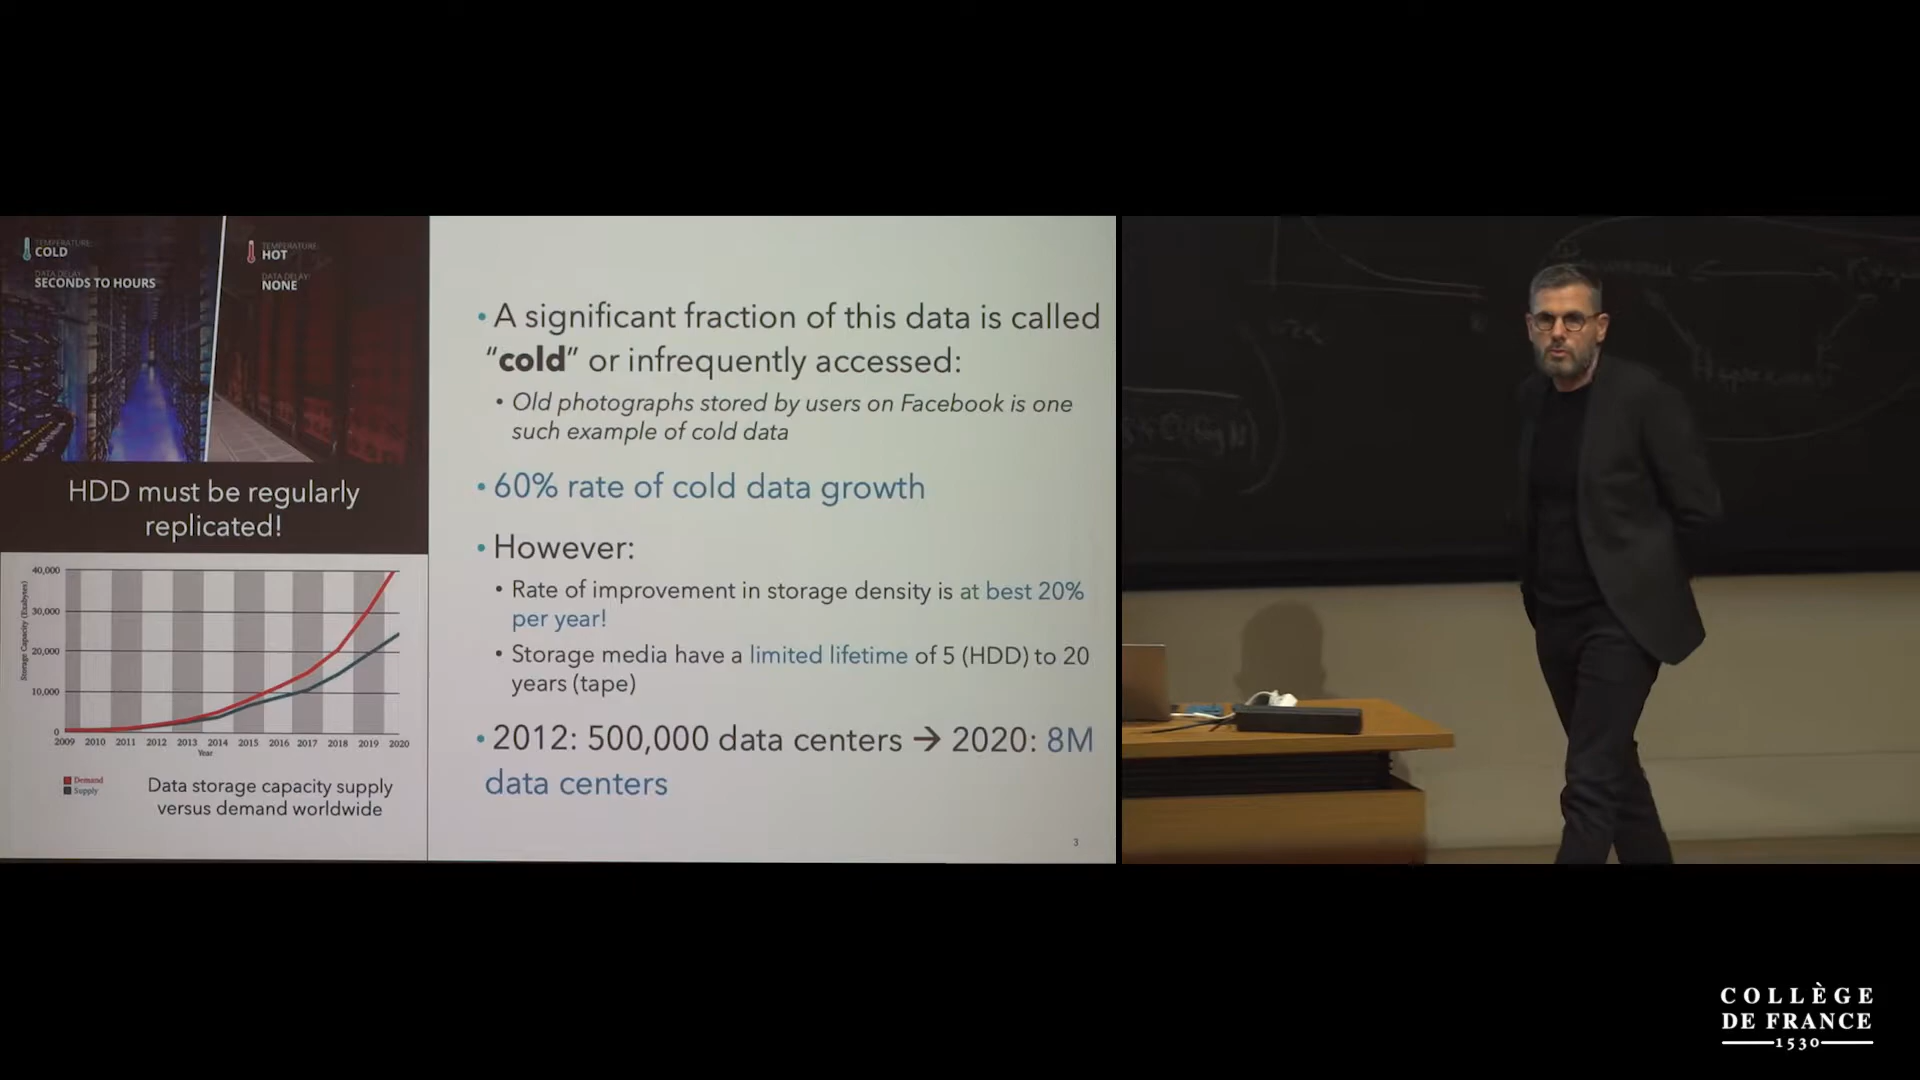 TEMPERATURE:
COLD
DATA DELAY:
SECONDS TO HOURS
TEMPERATURE:
HOT
DATA DELAY:
NONE
HDD must be regularly
replicated!
Storage Capacity (Exabytes)
40,000
30,000
20,000
10,000
0
2009 2010 2011 2012 2013 2014 2015 2016 2017 2018 2019 2020
Year
Demand
Supply
Data storage capacity supply
versus demand worldwide
• A significant fraction of this data is called
“cold” or infrequently accessed:
• Old photographs stored by users on Facebook is one
such example of cold data
• 60% rate of cold data growth
• However:
• Rate of improvement in storage density is at best 20%
per year!
• Storage media have a limited lifetime of 5 (HDD) to 20
years (tape)
• 2012: 500,000 data centers → 2020: 8M
data centers
3
COLLÈGE
DE FRANCE
1530